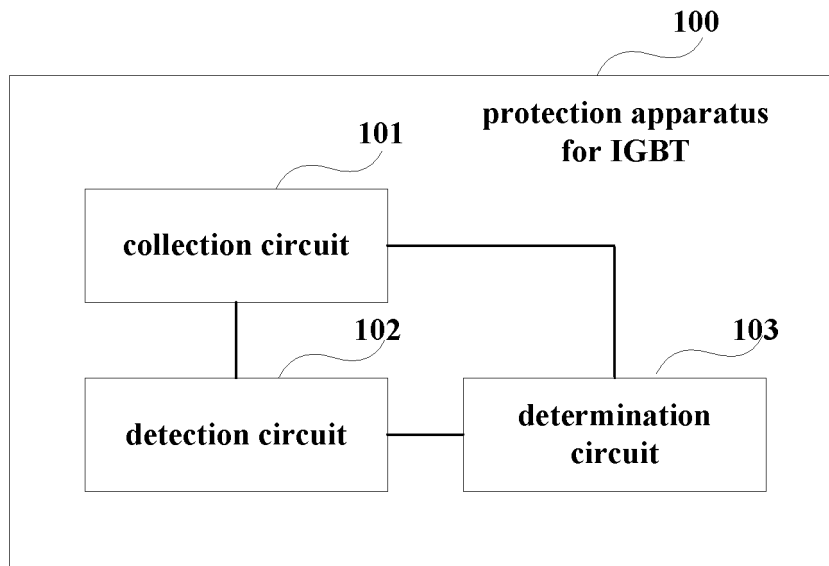 100
protection apparatus
for IGBT
101
collection circuit
102
detection circuit
103
determination
circuit